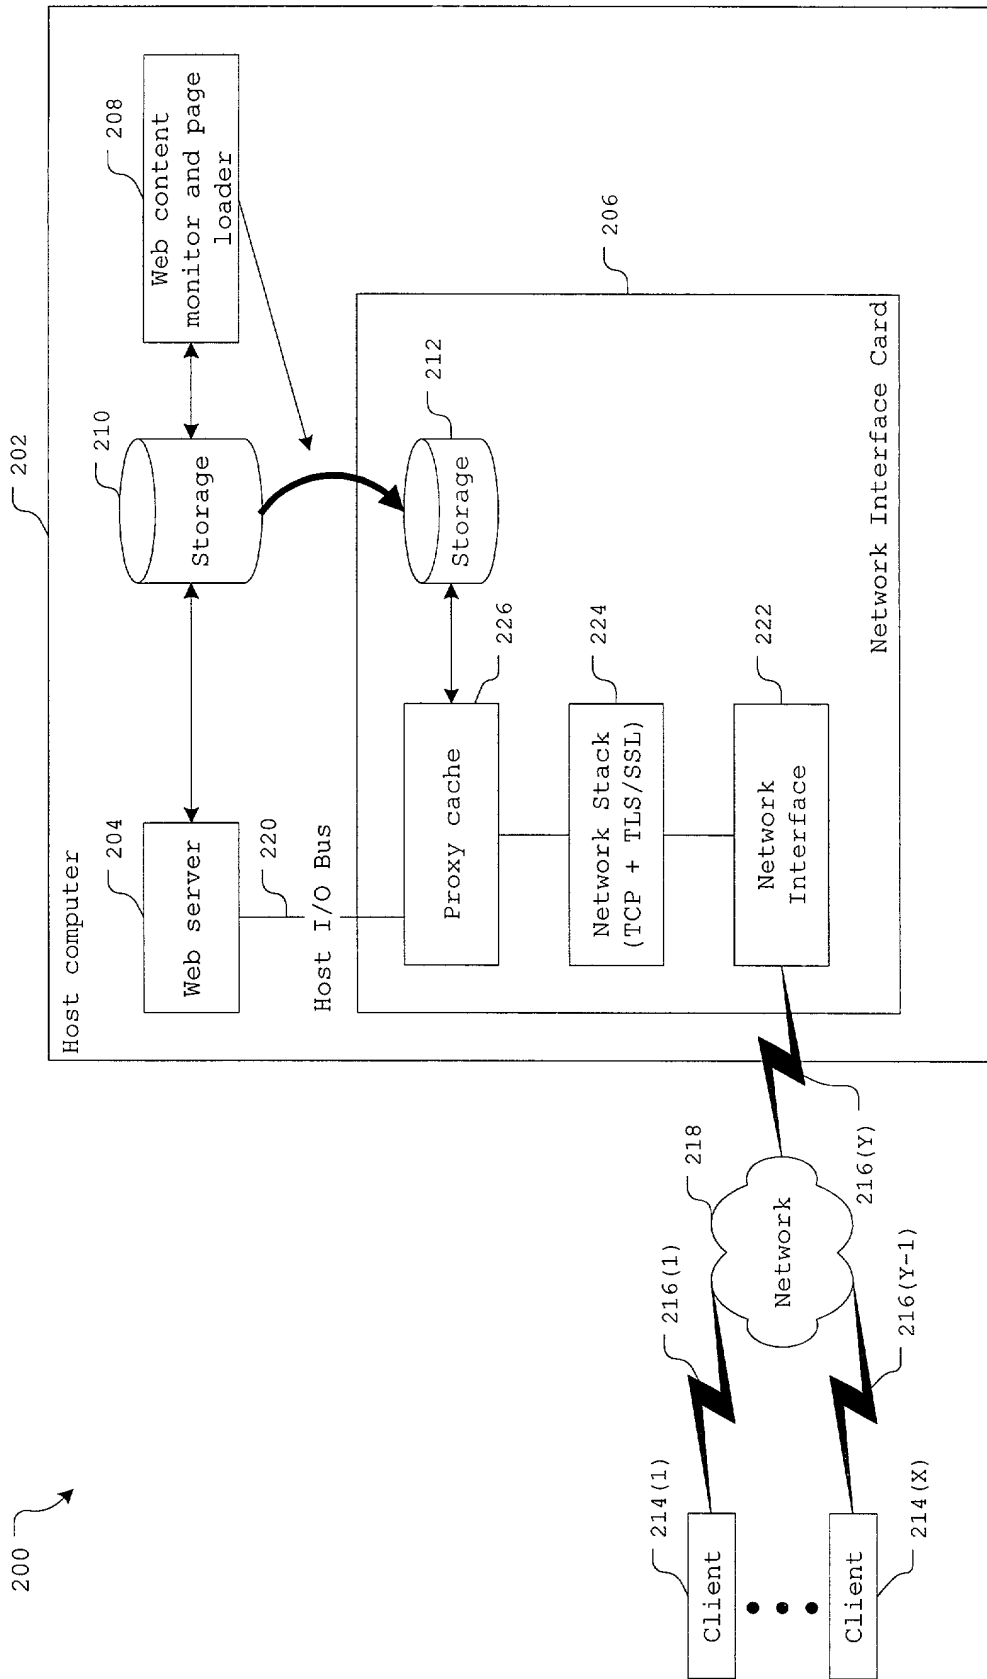 200
202
Host computer
204
Web server
220
Host I/O Bus
210
Storage
208
Web content
monitor and page
loader
206
212
Storage
226
Proxy cache
224
Network Stack
(TCP + TLS/SSL)
222
Network
Interface
Network Interface Card
214(1)
Client
216(1)
218
Network
216(Y)
214(X)
Client
216(Y-1)